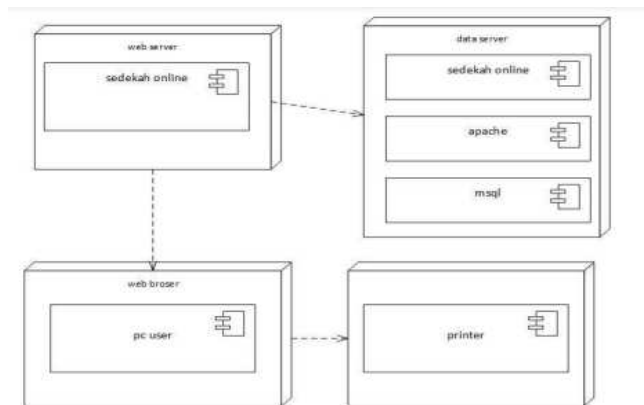 web server
sedekah online
data server
sedekah online
apache
msql
web broser
pc user
printer